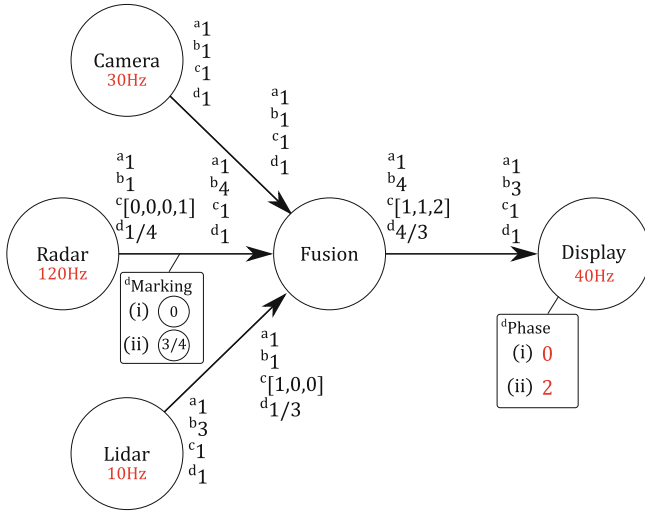 Camera
30Hz
a1
b1
c1
d1
a1
b1
c1
d1
Radar
120Hz
a1
b1
c[0,0,0,1]
d1/4
a1
b4
c1
d1
dMarking
(i) 0
(ii) 3/4
Fusion
a1
b4
c[1,1,2]
d4/3
a1
b3
c1
d1
Display
40Hz
dPhase
(i) 0
(ii) 2
a1
b1
c[1,0,0]
d1/3
Lidar
10Hz
a1
b3
c1
d1